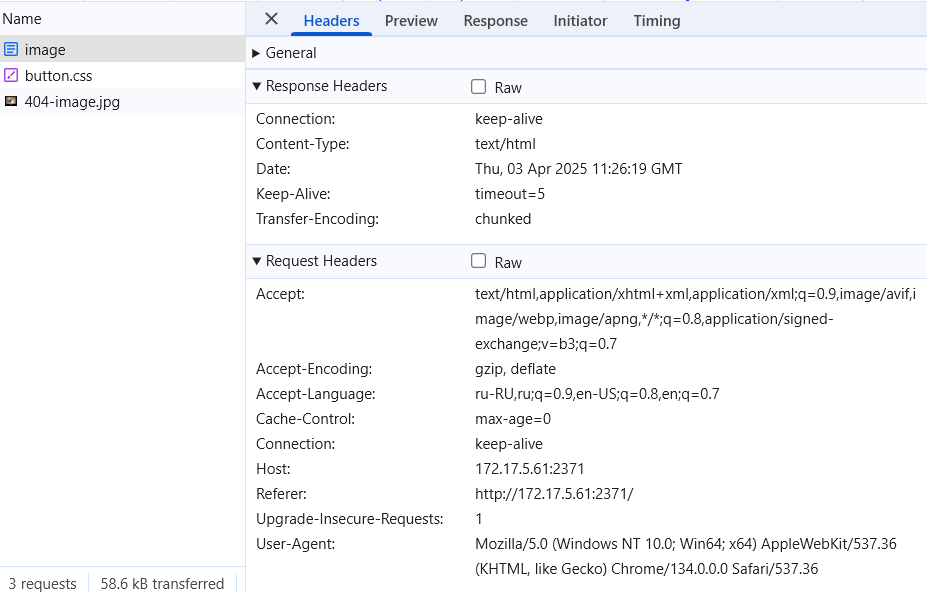 Name
image
button.css
404-image.jpg
3 requests 58.6 kB transferred
Headers Preview Response Initiator Timing
General
Response Headers Raw
Connection: keep-alive
Content-Type: text/html
Date: Thu, 03 Apr 2025 11:26:19 GMT
Keep-Alive: timeout=5
Transfer-Encoding: chunked
Request Headers Raw
Accept: text/html,application/xhtml+xml,application/xml;q=0.9,image/avif,i
mage/webp,image/apng,*/*;q=0.8,application/signed-
exchange;v=b3;q=0.7
Accept-Encoding: gzip, deflate
Accept-Language: ru-RU,ru;q=0.9,en-US;q=0.8,en;q=0.7
Cache-Control: max-age=0
Connection: keep-alive
Host: 172.17.5.61:2371
Referer: http://172.17.5.61:2371/
Upgrade-Insecure-Requests: 1
User-Agent: Mozilla/5.0 (Windows NT 10.0; Win64; x64) AppleWebKit/537.36
(KHTML, like Gecko) Chrome/134.0.0.0 Safari/537.36